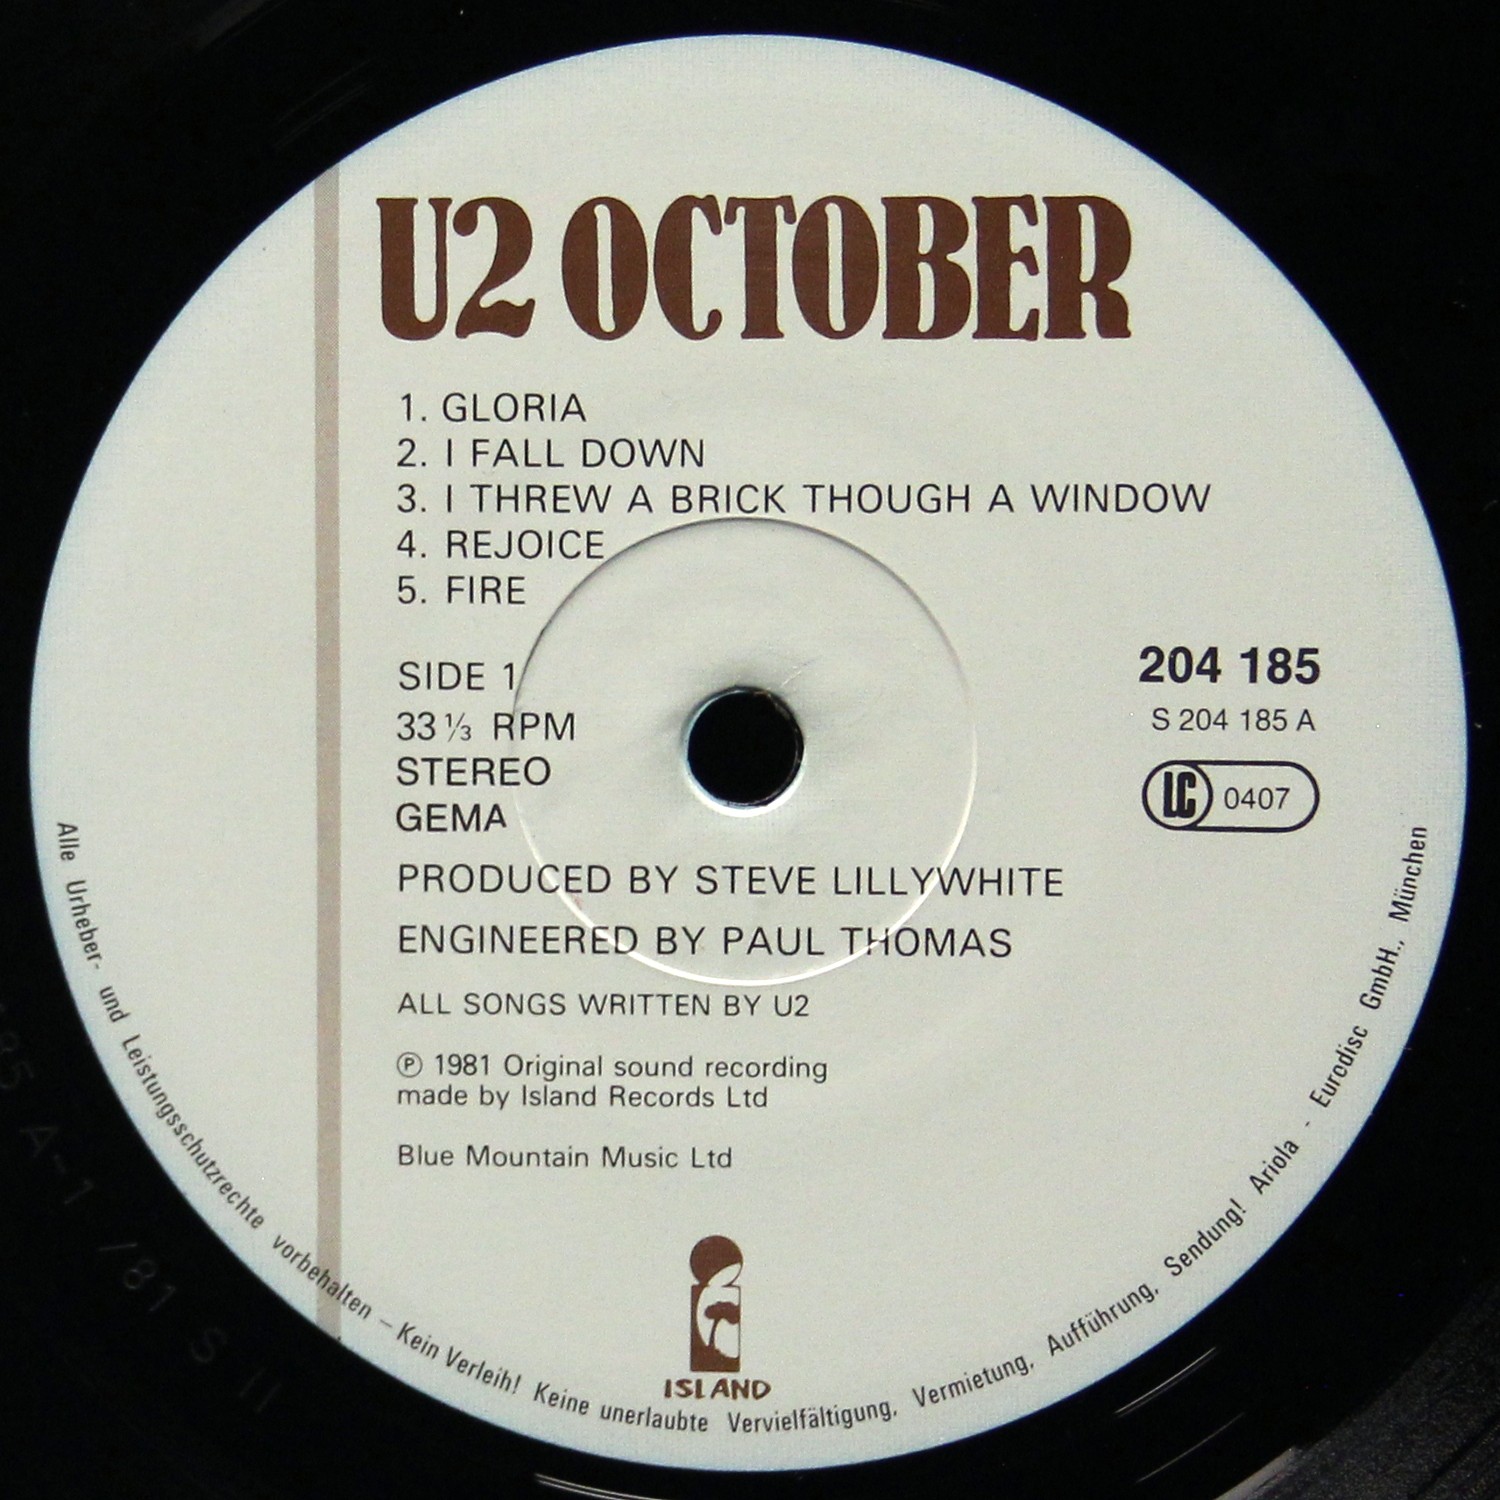 U2 OCTOBER
1. GLORIA
2. I FALL DOWN
3. I THREW A BRICK THOUGH A WINDOW
4. REJOICE
5. FIRE
SIDE 1
33 ⅓ RPM
STEREO
GEMA
204 185
S 204 185 A
LC 0407
PRODUCED BY STEVE LILLYWHITE
ENGINEERED BY PAUL THOMAS
ALL SONGS WRITTEN BY U2
℗ 1981 Original sound recording
made by Island Records Ltd
Blue Mountain Music Ltd
ISLAND
Alle Urheber- und Leistungsschutzrechte vorbehalten – Kein Verleih! Keine unerlaubte Vervielfältigung, Vermietung, Aufführung, Sendung! Ariola - Eurodisc GmbH., München